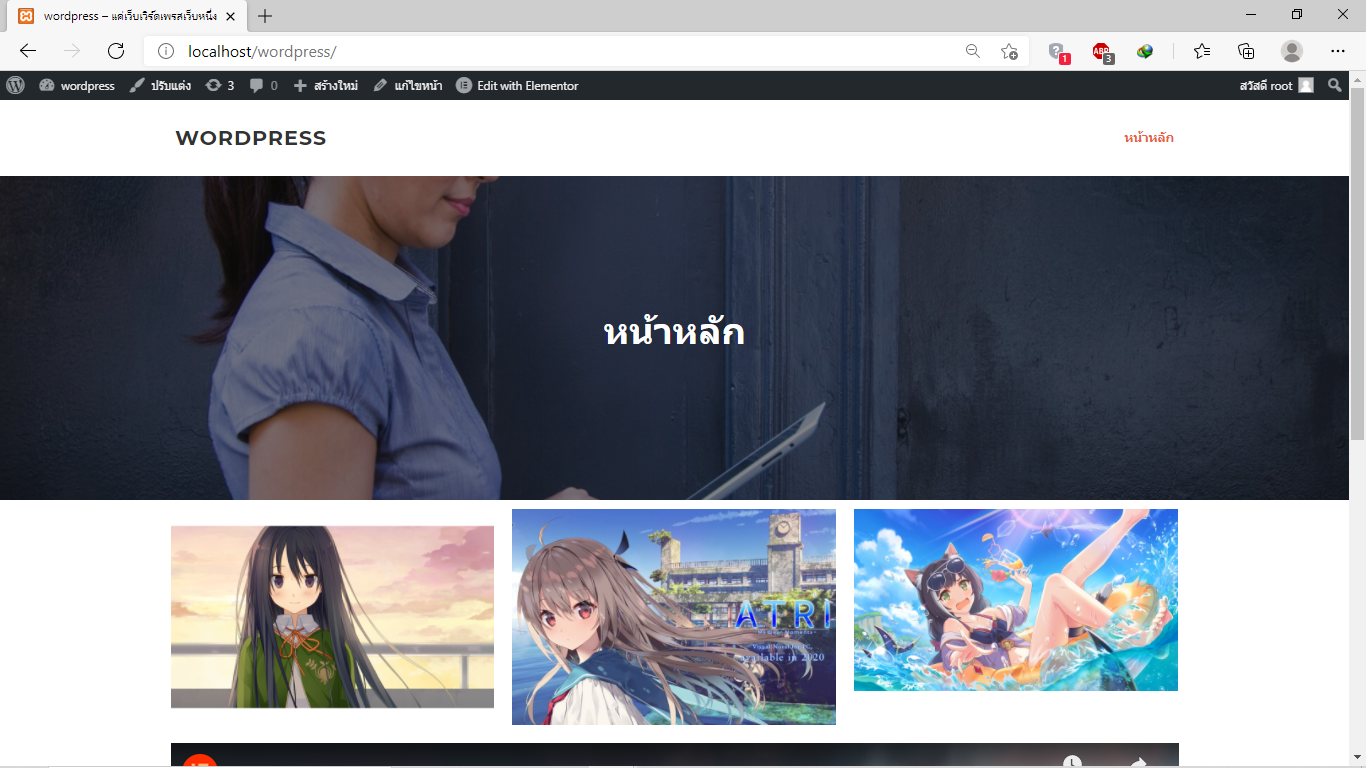 wordpress – แค่เว็บเวิร์ดเพรสเว็บหนึ่ง
localhost/wordpress/
1
ABP
3
wordpress
ปรับแต่ง
3
0
สร้างใหม่
แก้ไขหน้า
Edit with Elementor
สวัสดี root
WORDPRESS
หน้าหลัก
หน้าหลัก
ATRI
-My Dear Moments-
available in 2020